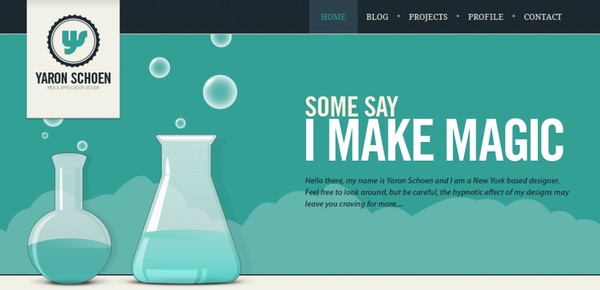 HOME BLOG • PROJECTS • PROFILE • CONTACT
ys
YARON SCHOEN
WEB & APPLICATION DESIGN
SOME SAY
I MAKE MAGIC
Hello there, my name is Yaron Schoen and I am a New York based designer.
Feel free to look around, but be careful, the hypnotic effect of my designs may
leave you craving for more....